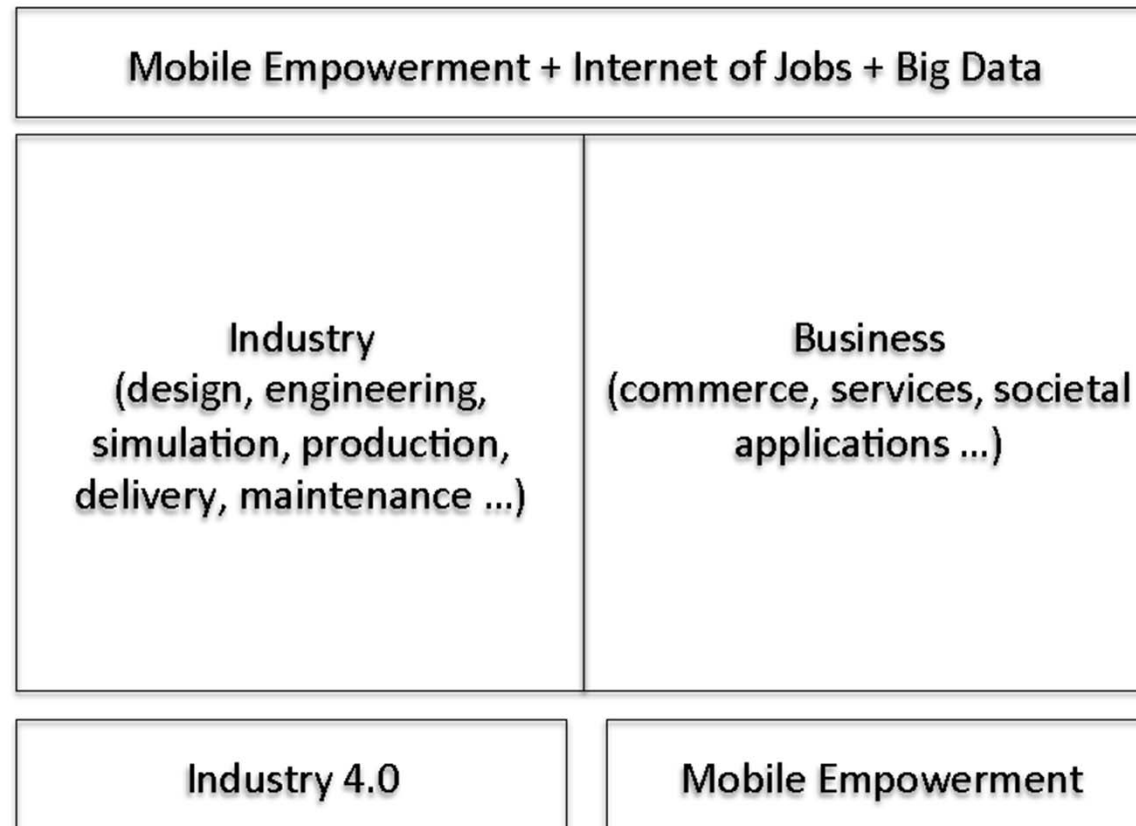 Mobile Empowerment + Internet of Jobs + Big Data
Industry
(design, engineering,
simulation, production,
delivery, maintenance ...)
Business
(commerce, services, societal
applications ...)
Industry 4.0
Mobile Empowerment